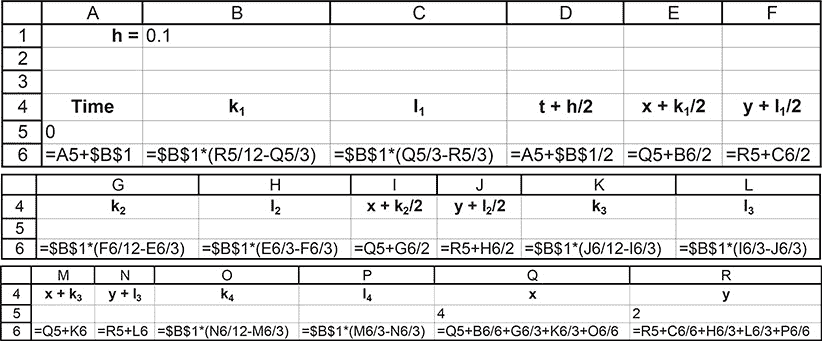 A B C D E F
1 h = 0.1
2
3
4 Time k₁ l₁ t + h/2 x + k₁/2 y + l₁/2
5 0
6 =A5+$B$1 =$B$1*(R5/12-Q5/3) =$B$1*(Q5/3-R5/3) =A5+$B$1/2 =Q5+B6/2 =R5+C6/2
G H I J K L
4 k₂ l₂ x + k₂/2 y + l₂/2 k₃ l₃
5
6 =$B$1*(F6/12-E6/3) =$B$1*(E6/3-F6/3) =Q5+G6/2 =R5+H6/2 =$B$1*(J6/12-I6/3) =$B$1*(I6/3-J6/3)
M N O P Q R
4 x + k₃ y + l₃ k₄ l₄ x y
5 4 2
6 =Q5+K6 =R5+L6 =$B$1*(N6/12-M6/3) =$B$1*(M6/3-N6/3) =Q5+B6/6+G6/3+K6/3+O6/6 =R5+C6/6+H6/3+L6/3+P6/6